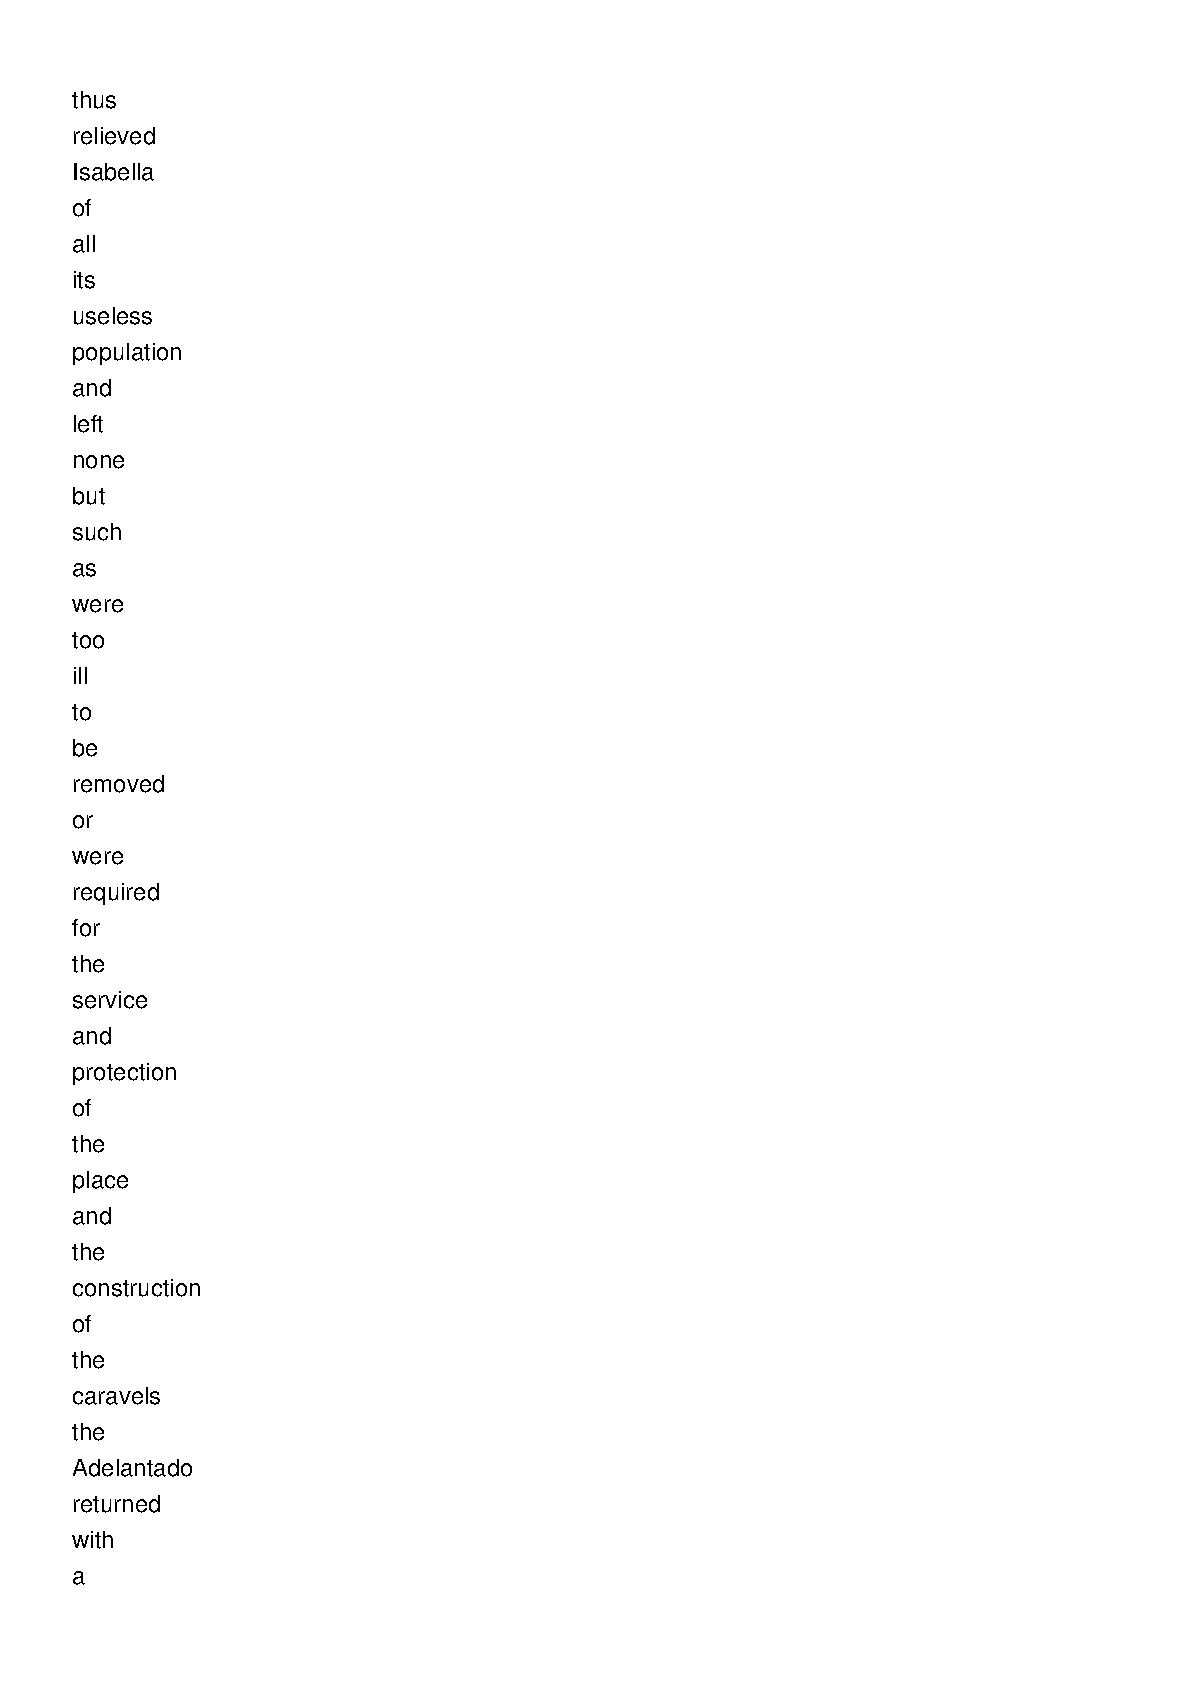 thus
relieved
Isabella
of
all
its
useless
population
and
left
none
but
such
as
were
too
ill
to
be
removed
or
were
required
for
the
service
and
protection
of
the
place
and
the
construction
of
the
caravels
the
Adelantado
returned
with
a